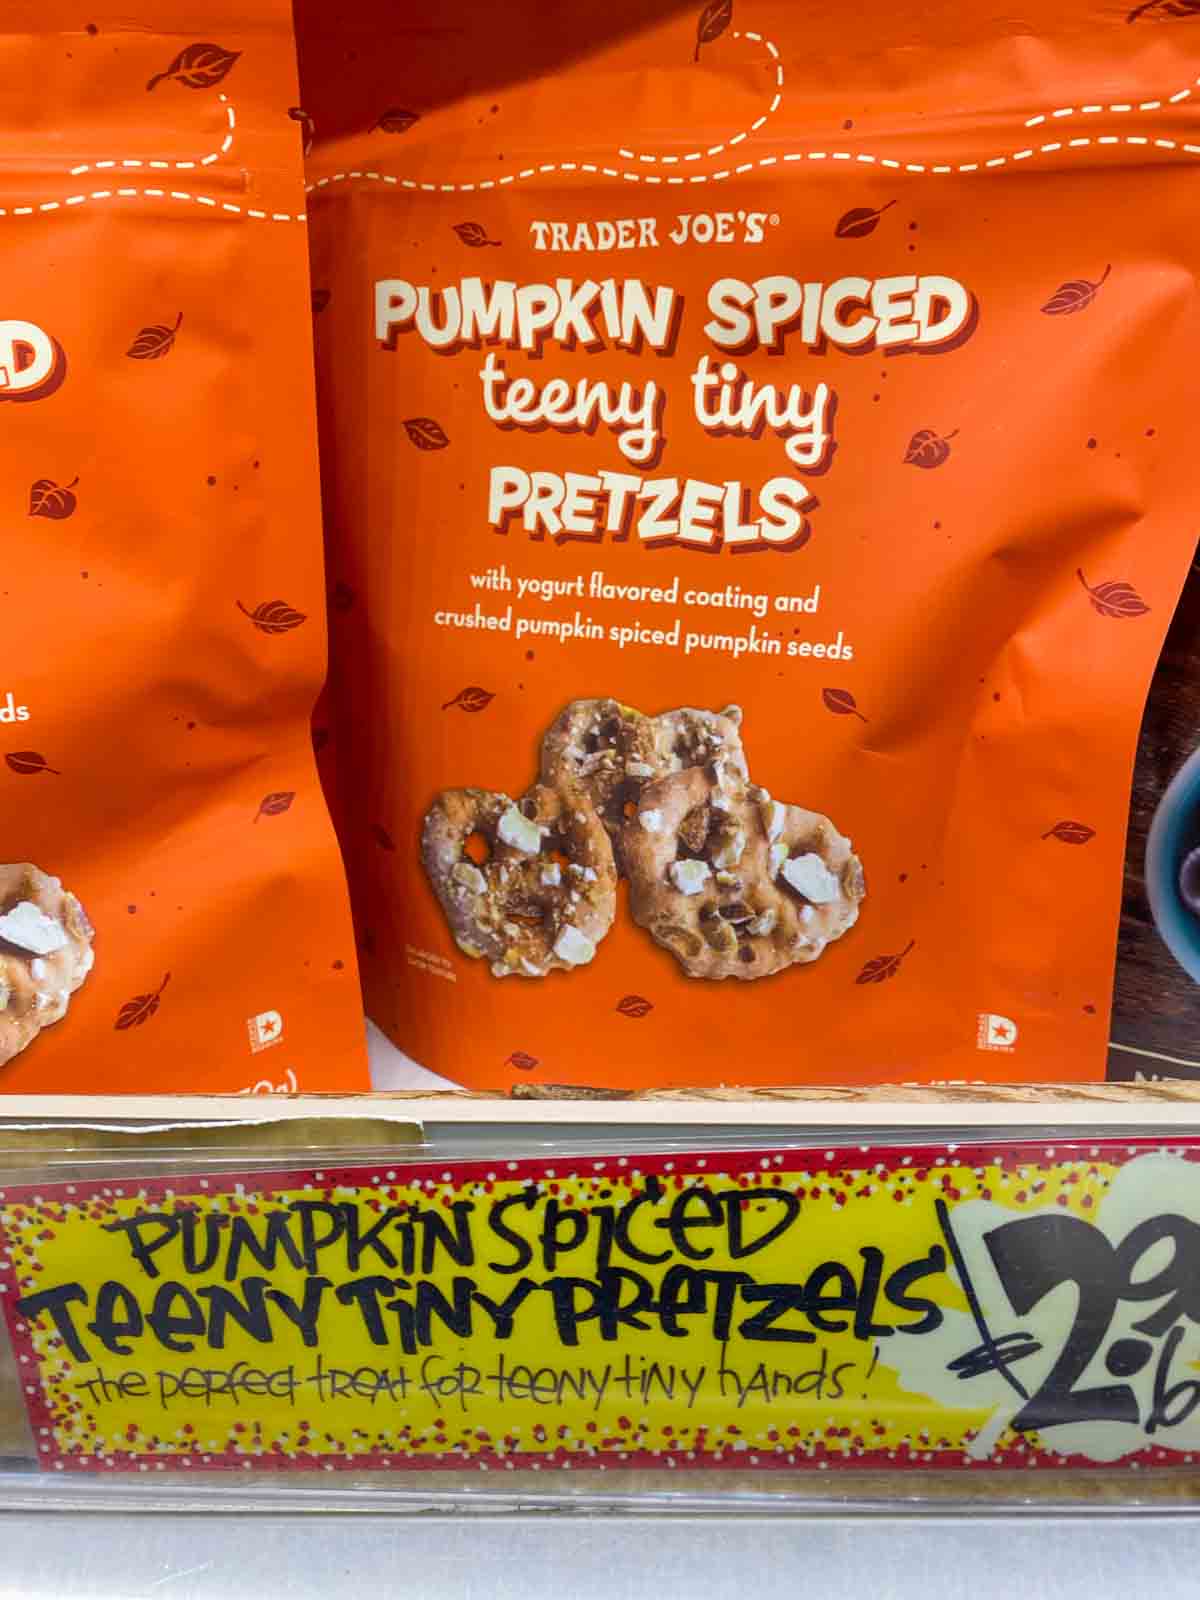 TRADER JOE'S®
PUMPKIN SPICED
teeny tiny
PRETZELS
with yogurt flavored coating and
crushed pumpkin spiced pumpkin seeds
D
ds
D
D
PUMPKIN SPICED
TEENY TINY PRETZELS
the perfect treat for teeny tiny hands!